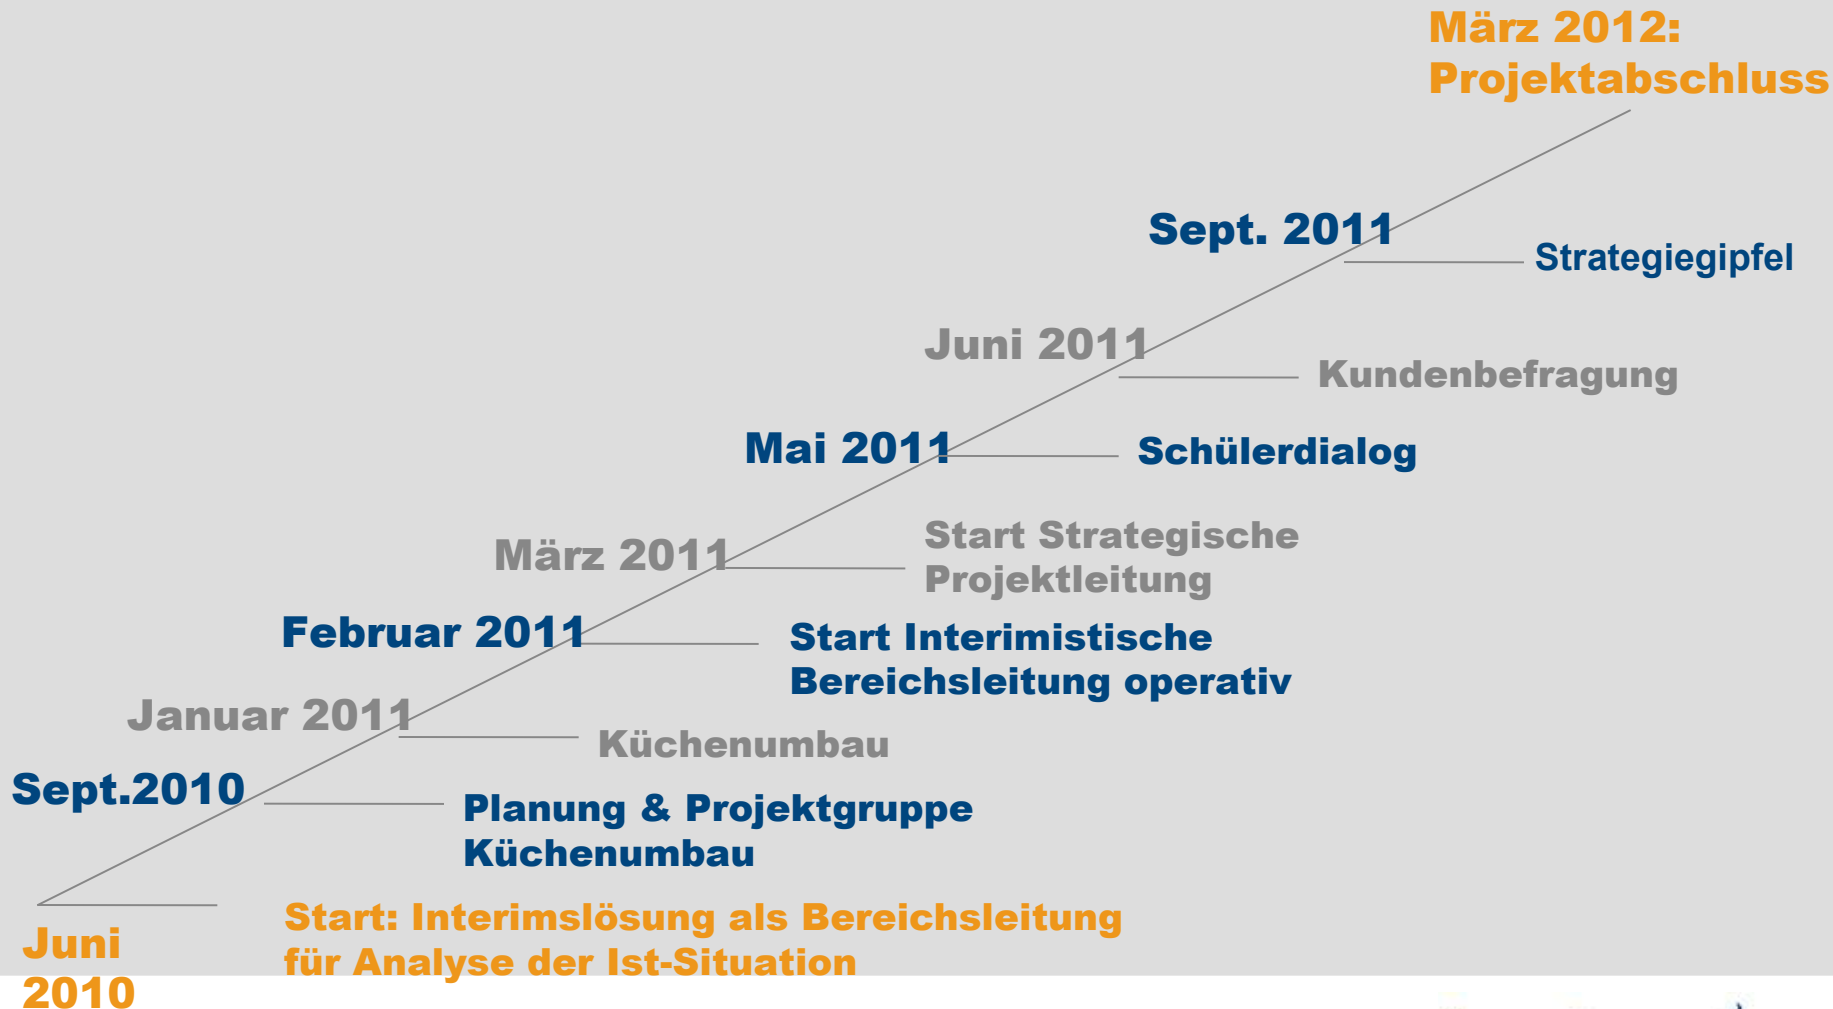 März 2012:
Projektabschluss
Sept. 2011
Strategiegipfel
Juni 2011
Kundenbefragung
Mai 2011
Schülerdialog
März 2011
Start Strategische
Projektleitung
Februar 2011
Start Interimistische
Bereichsleitung operativ
Januar 2011
Küchenumbau
Sept.2010
Planung & Projektgruppe
Küchenumbau
Juni
2010
Start: Interimslösung als Bereichsleitung
für Analyse der Ist-Situation